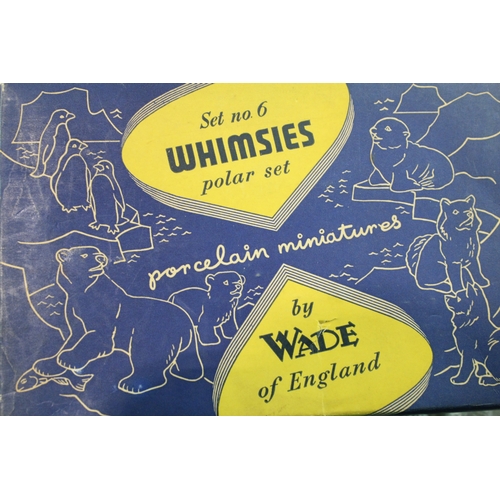 Set no. 6
WHIMSIES
polar set
porcelain miniatures
by
WADE
of England